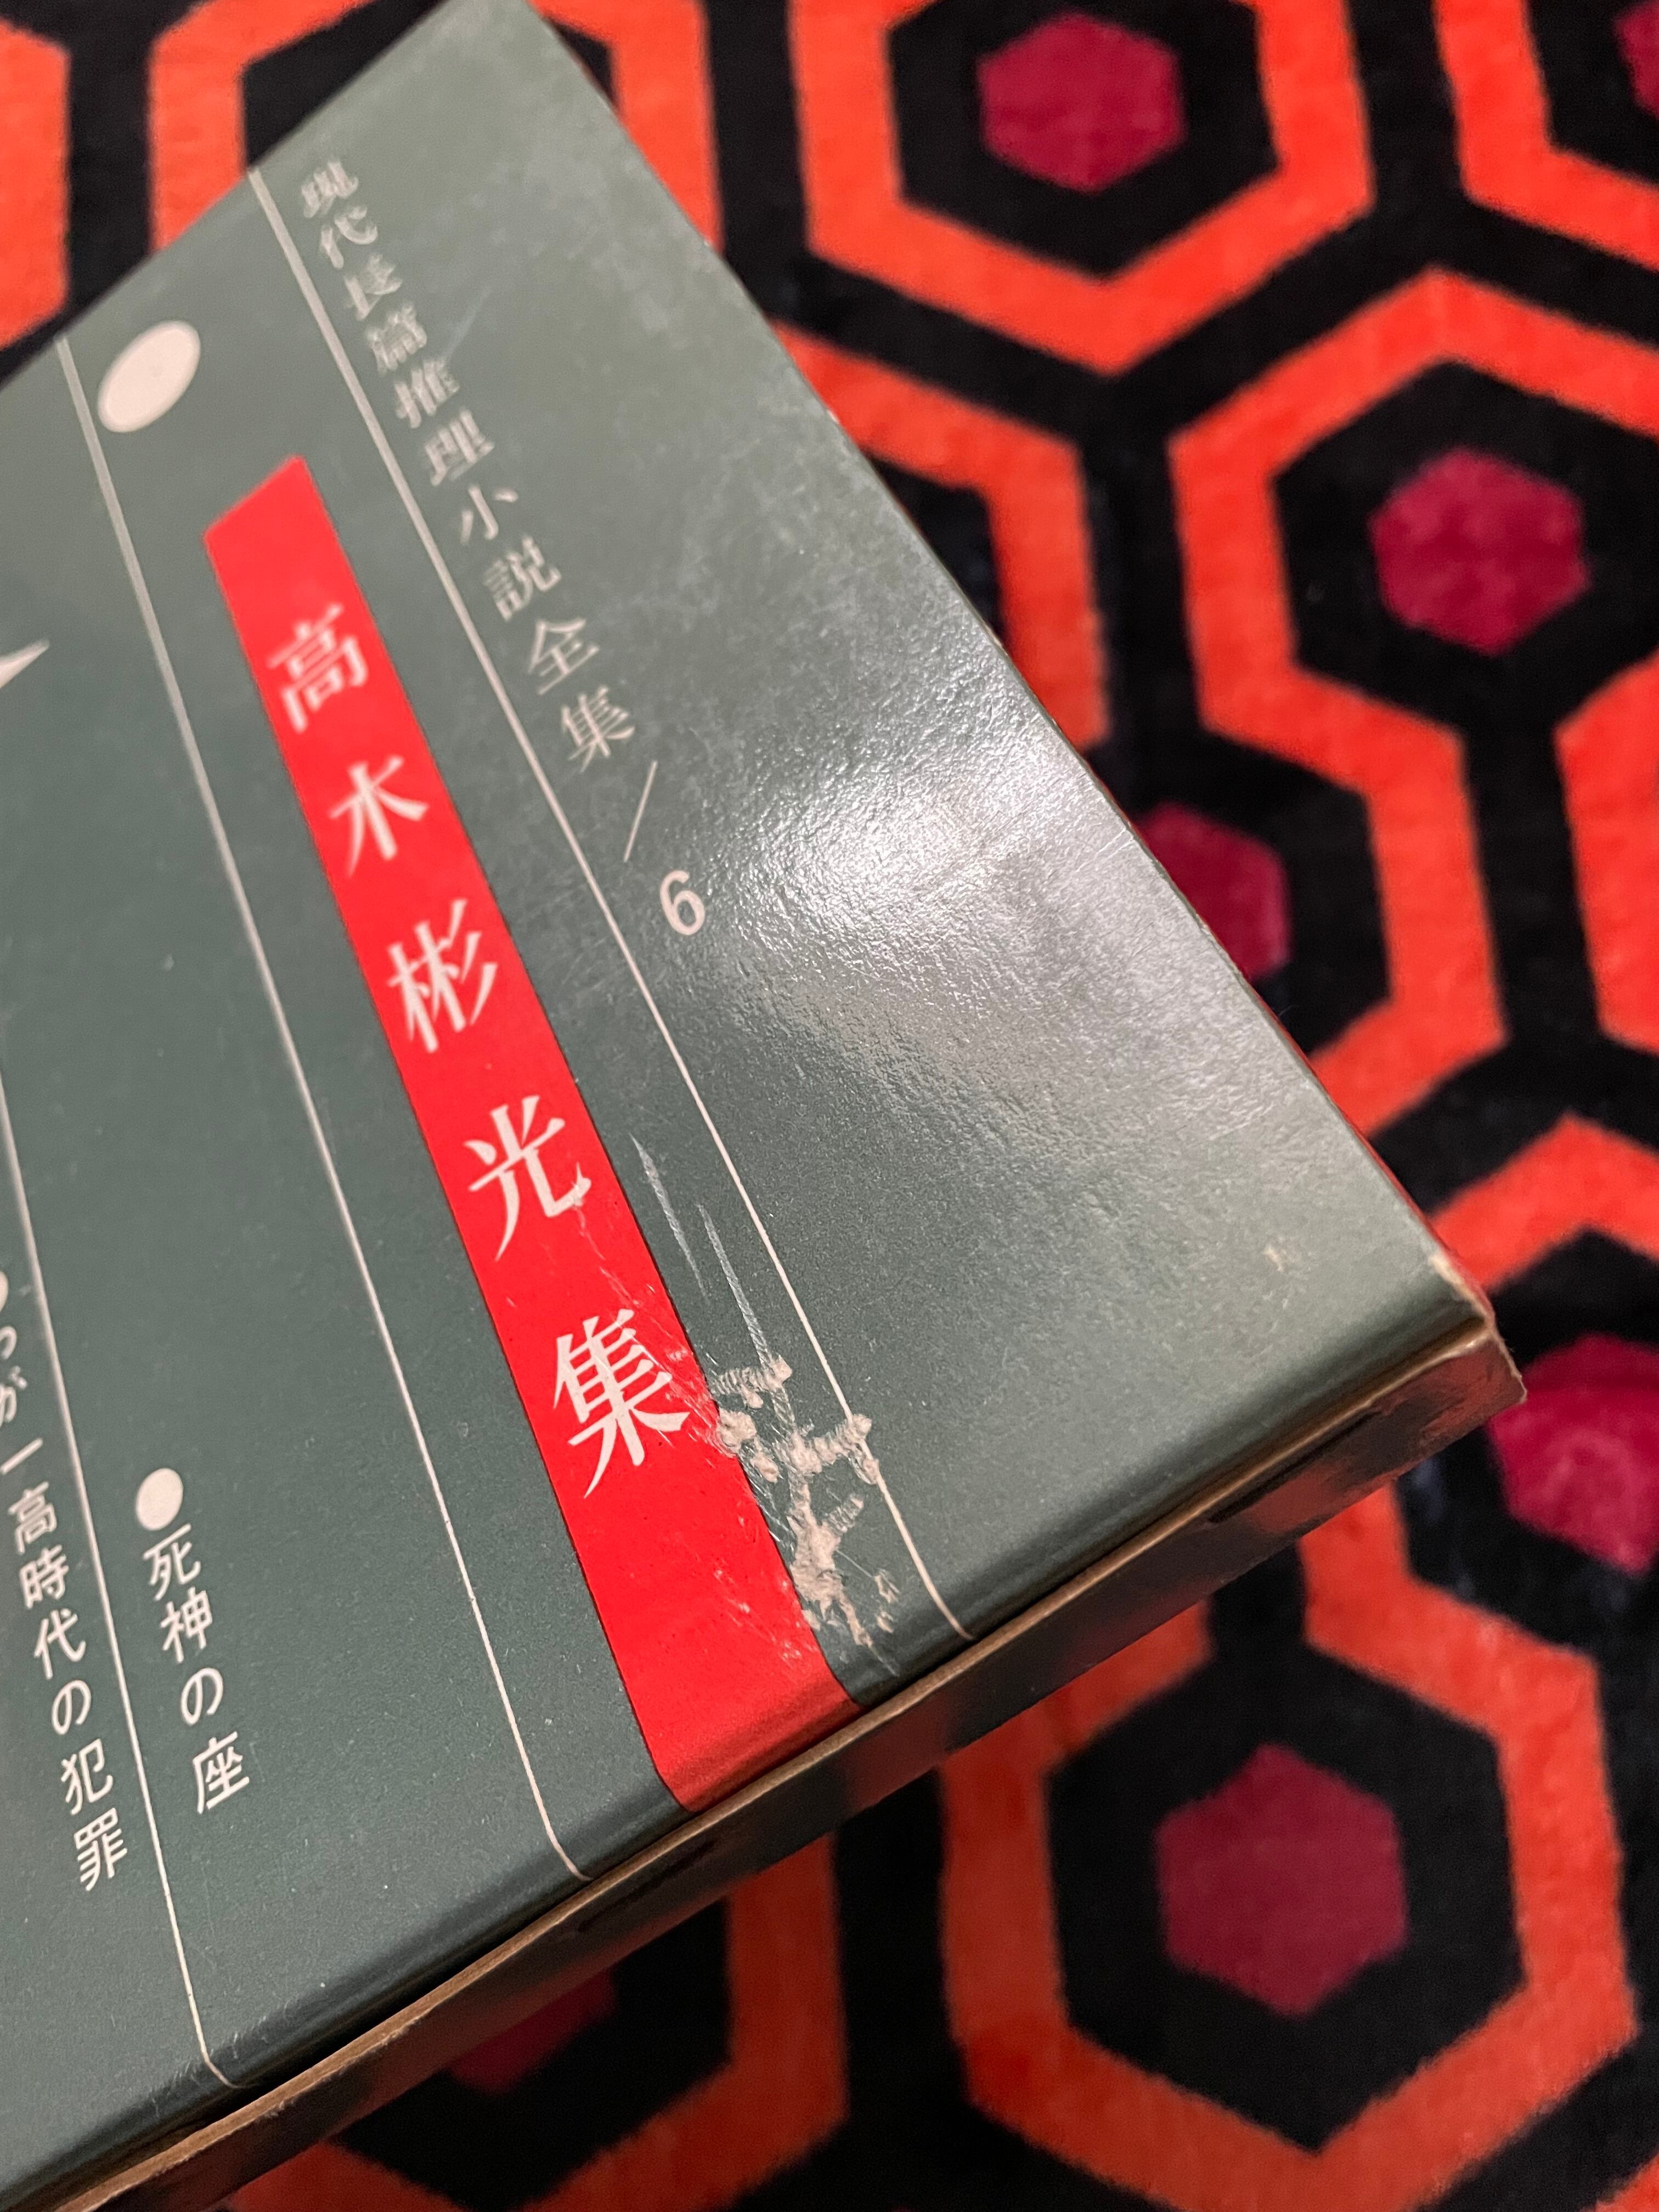 現代長篇推理小説全集/6
高木彬光集
●死神の座
わが一高時代の犯罪